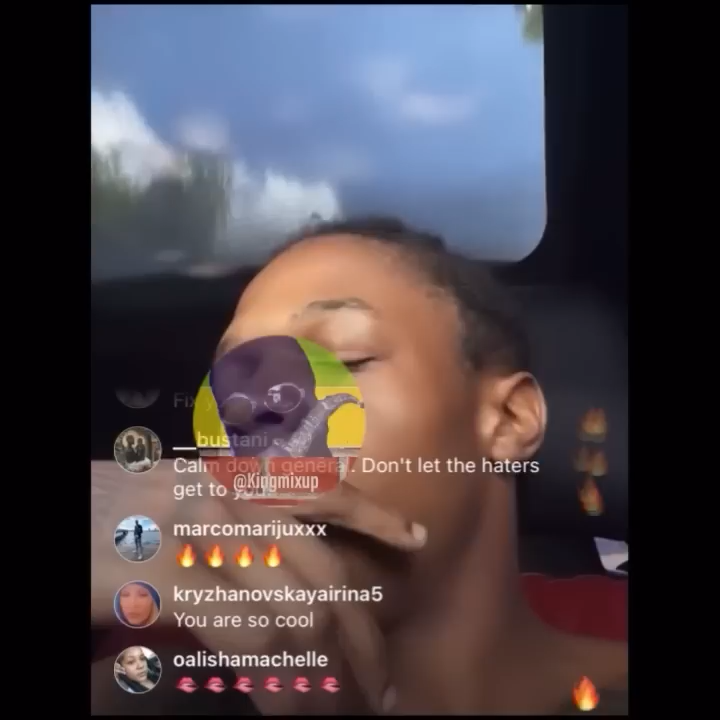 Fix
__bustani
Calm down general. Don't let the haters
get to you
@Kingmixup
marcomarijuxxx
🔥🔥🔥🔥
kryzhanovskayairina5
You are so cool
oalishamachelle
🫦🫦🫦🫦🫦🫦